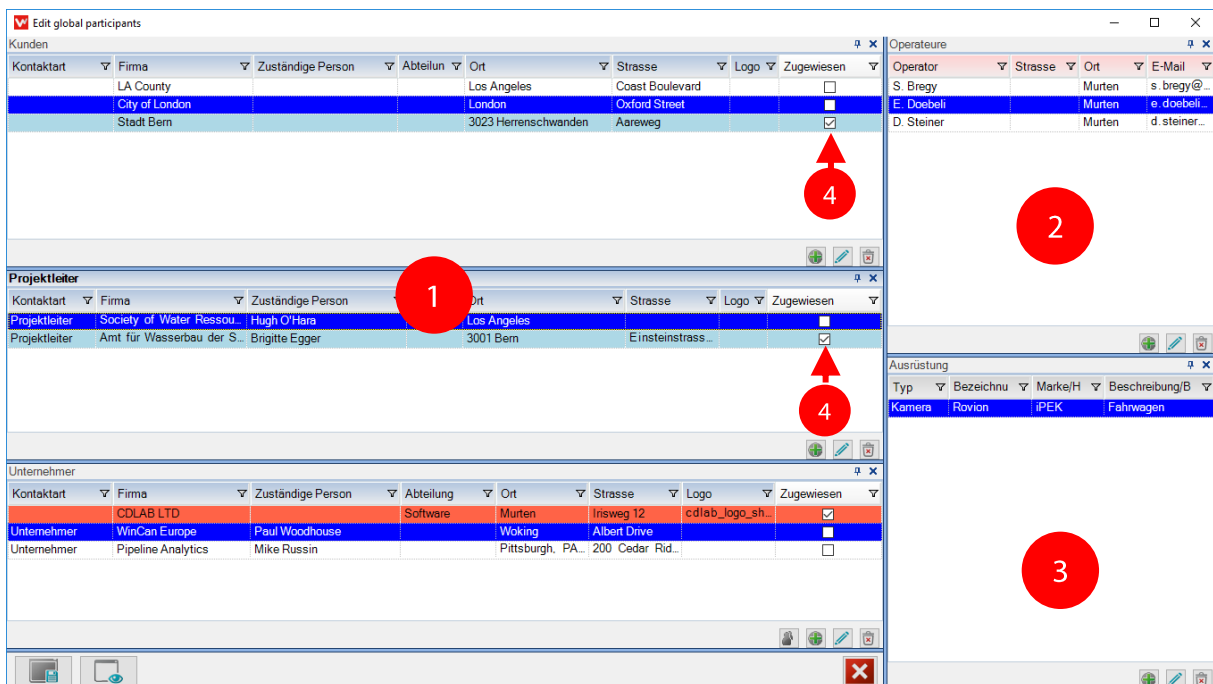 Edit global participants
Kunden
Kontaktart Firma Zuständige Person Abteilun Ort Strasse Logo Zugewiesen
LA County Los Angeles Coast Boulevard
City of London London Oxford Street
Stadt Bern 3023 Herrenschwanden Aareweg
4
Projektleiter
Kontaktart Firma Zuständige Person Ort Strasse Logo Zugewiesen
1
Projektleiter Society of Water Ressou... Hugh O'Hara Los Angeles
Projektleiter Amt für Wasserbau der S... Brigitte Egger 3001 Bern Einsteinstrass...
4
Unternehmer
Kontaktart Firma Zuständige Person Abteilung Ort Strasse Logo Zugewiesen
CDLAB LTD Software Murten Irisweg 12 cdlab_logo_sh...
Unternehmer WinCan Europe Paul Woodhouse Woking Albert Drive
Unternehmer Pipeline Analytics Mike Russin Pittsburgh, PA... 200 Cedar Rid...
Operateure
Operator Strasse Ort E-Mail
S. Bregy Murten s.bregy@...
E. Doebeli Murten e.doebeli...
D. Steiner Murten d.steiner...
2
Ausrüstung
Typ Bezeichnu Marke/H Beschreibung/B
Kamera Rovion iPEK Fahrwagen
3